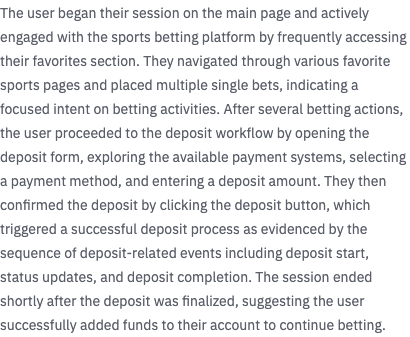 The user began their session on the main page and actively
engaged with the sports betting platform by frequently accessing
their favorites section. They navigated through various favorite
sports pages and placed multiple single bets, indicating a
focused intent on betting activities. After several betting actions,
the user proceeded to the deposit workflow by opening the
deposit form, exploring the available payment systems, selecting
a payment method, and entering a deposit amount. They then
confirmed the deposit by clicking the deposit button, which
triggered a successful deposit process as evidenced by the
sequence of deposit-related events including deposit start,
status updates, and deposit completion. The session ended
shortly after the deposit was finalized, suggesting the user
successfully added funds to their account to continue betting.